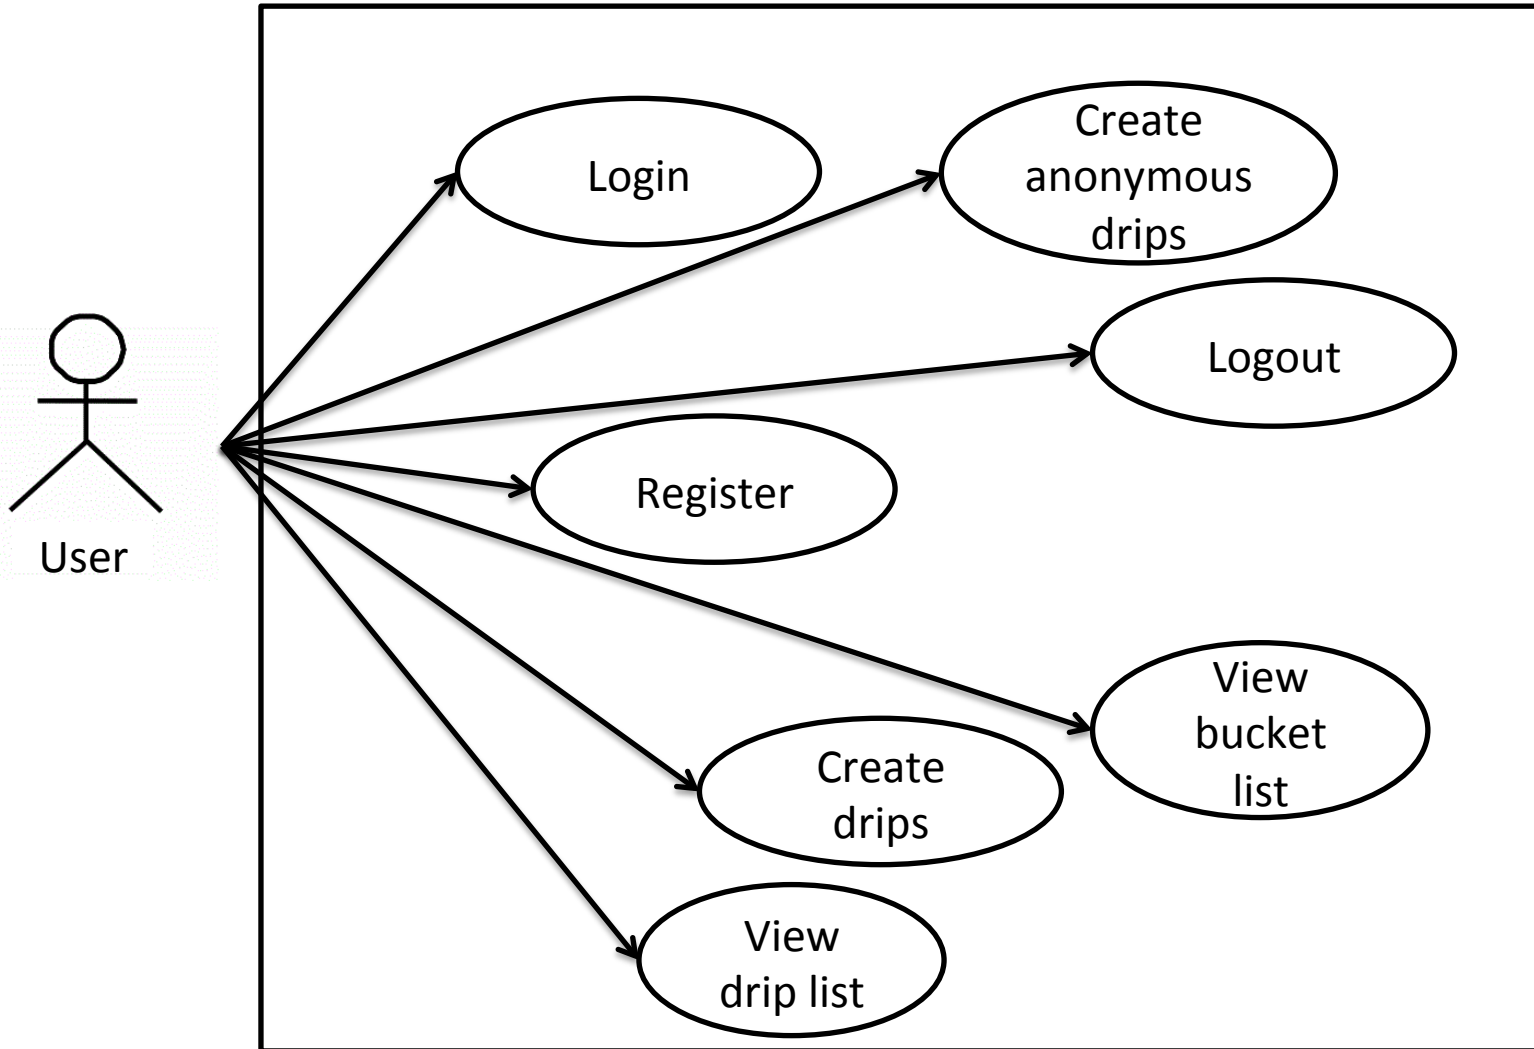 Login
Create
anonymous
drips
Logout
Register
User
View
bucket
list
Create
drips
View
drip list